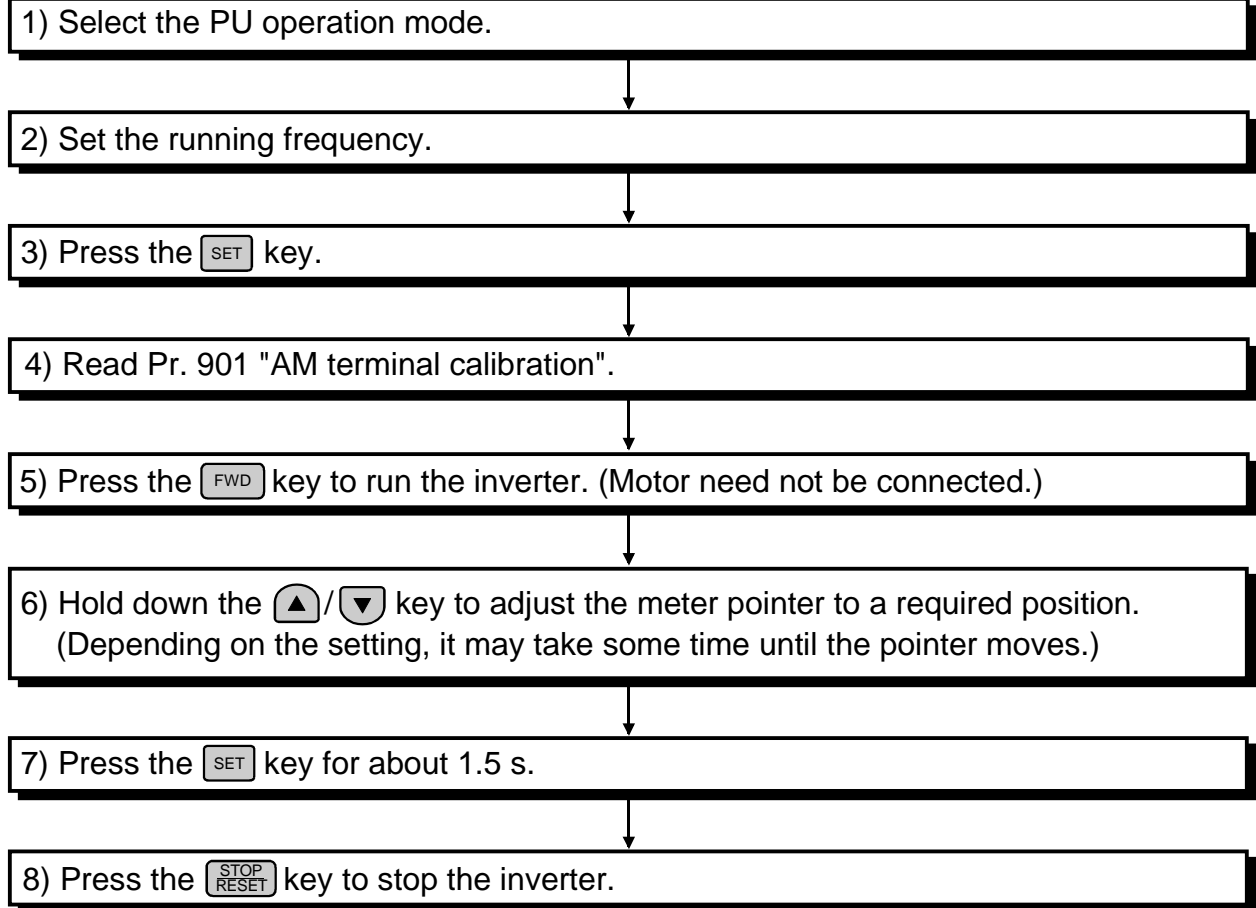 1) Select the PU operation mode.
2) Set the running frequency.
3) Press the SET key.
4) Read Pr. 901 "AM terminal calibration".
5) Press the FWD key to run the inverter. (Motor need not be connected.)
6) Hold down the ▲/▼ key to adjust the meter pointer to a required position.
(Depending on the setting, it may take some time until the pointer moves.)
7) Press the SET key for about 1.5 s.
8) Press the STOP RESET key to stop the inverter.